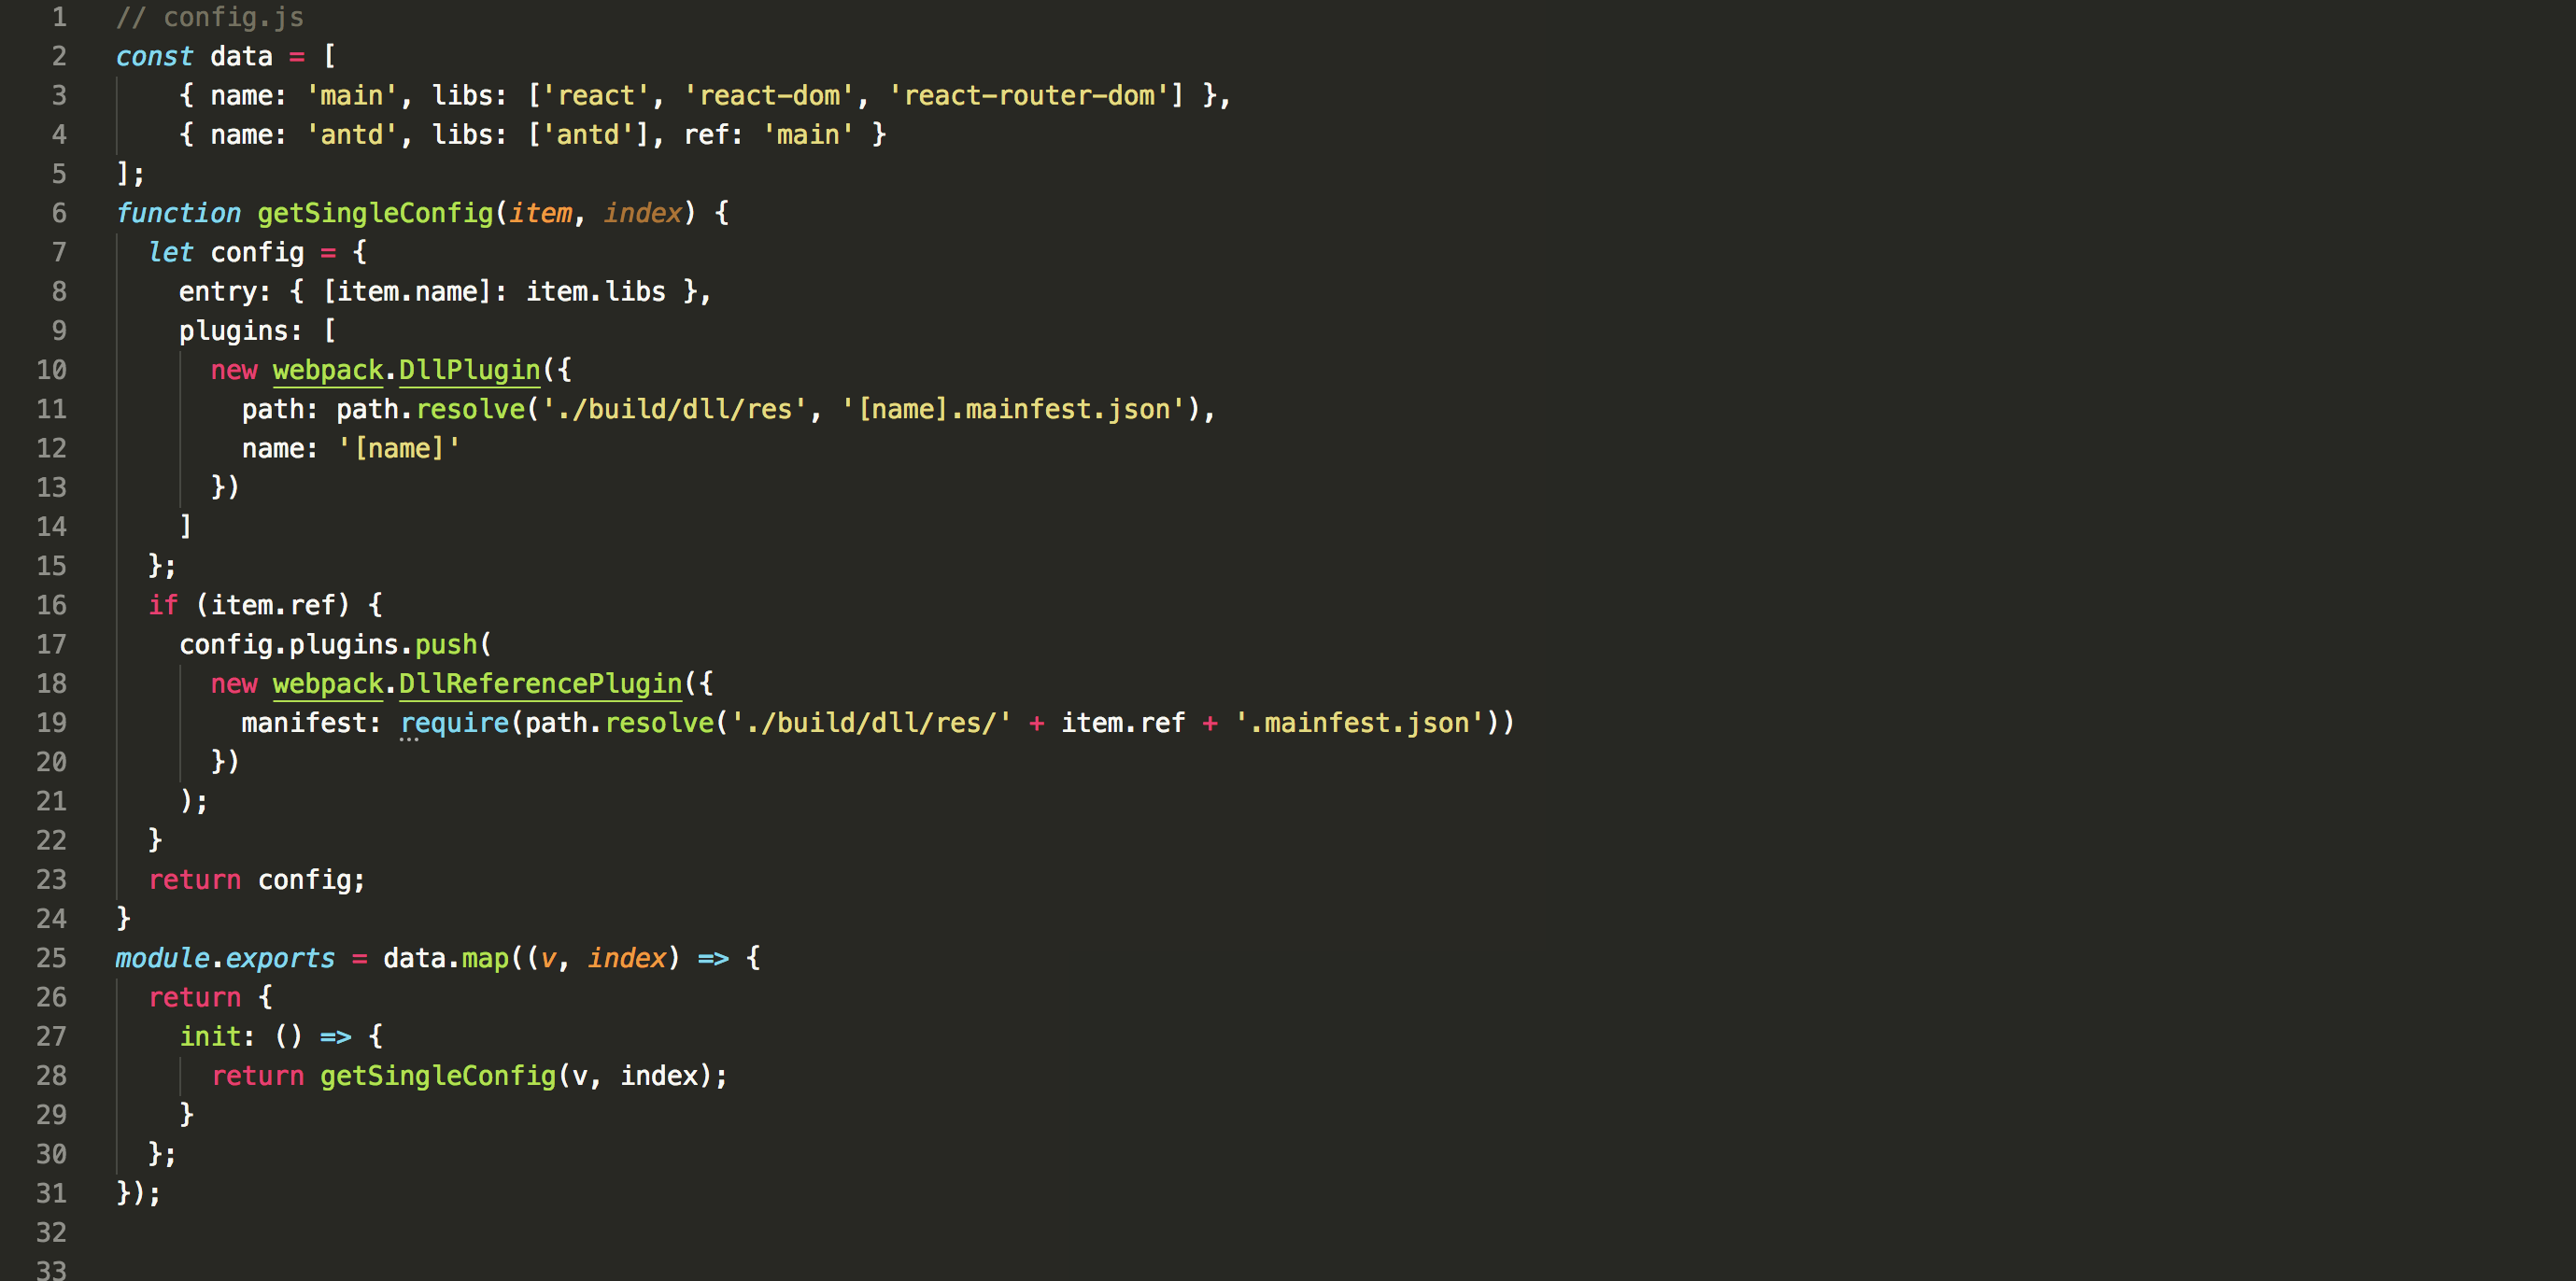 1 // config.js
2 const data = [
3 { name: 'main', libs: ['react', 'react-dom', 'react-router-dom'] },
4 { name: 'antd', libs: ['antd'], ref: 'main' }
5 ];
6 function getSingleConfig(item, index) {
7 let config = {
8 entry: { [item.name]: item.libs },
9 plugins: [
10 new webpack.DllPlugin({
11 path: path.resolve('./build/dll/res', '[name].mainfest.json'),
12 name: '[name]'
13 })
14 ]
15 };
16 if (item.ref) {
17 config.plugins.push(
18 new webpack.DllReferencePlugin({
19 manifest: require(path.resolve('./build/dll/res/' + item.ref + '.mainfest.json'))
20 })
21 );
22 }
23 return config;
24 }
25 module.exports = data.map((v, index) => {
26 return {
27 init: () => {
28 return getSingleConfig(v, index);
29 }
30 };
31 });
32
33